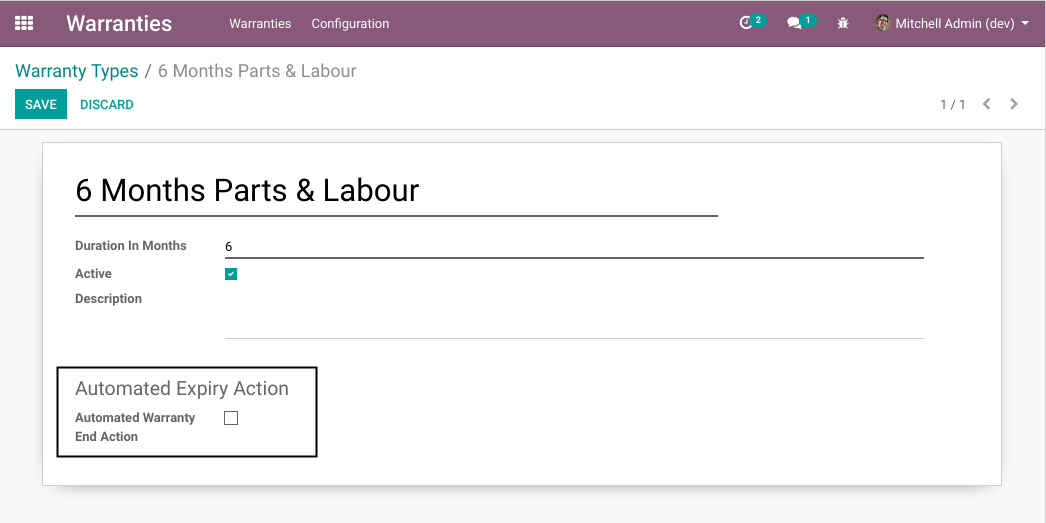 Warranties Warranties Configuration 2 1 Mitchell Admin (dev)
Warranty Types / 6 Months Parts & Labour
SAVE DISCARD 1 / 1
6 Months Parts & Labour
Duration In Months 6
Active
Description
Automated Expiry Action
Automated Warranty
End Action